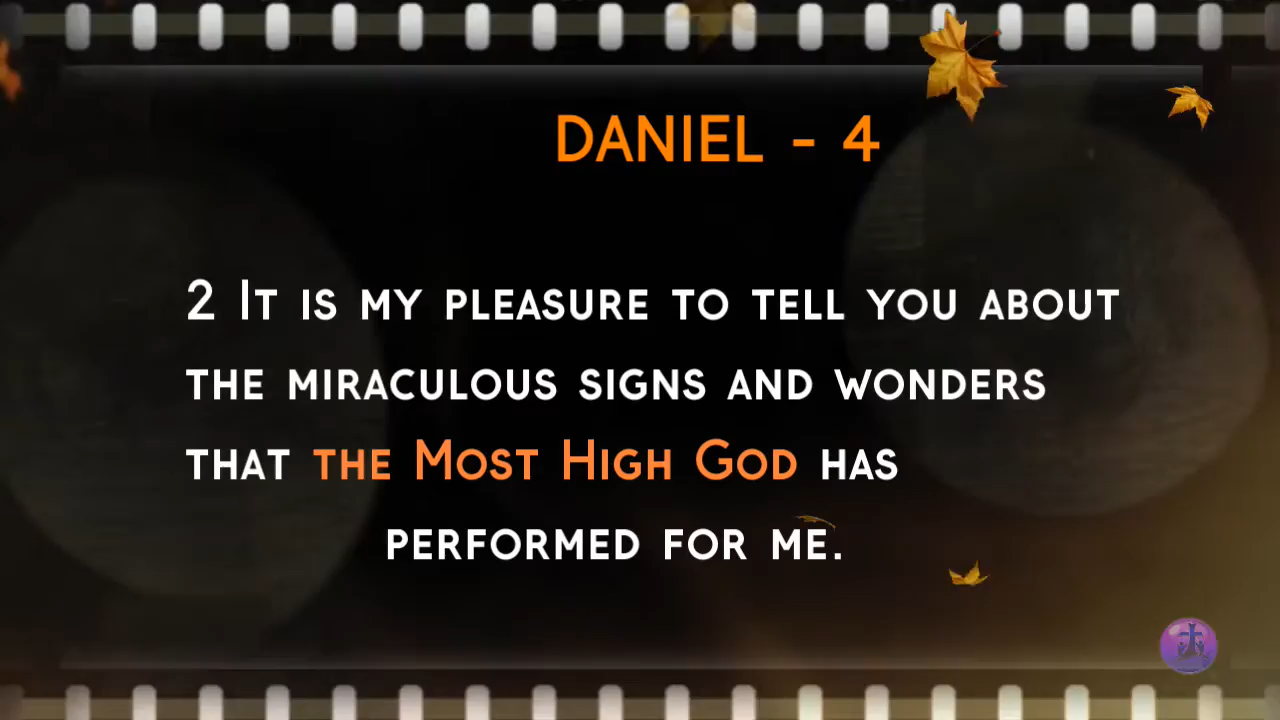 DANIEL - 4
2 It is my pleasure to tell you about
the miraculous signs and wonders
that the Most High God has
performed for me.